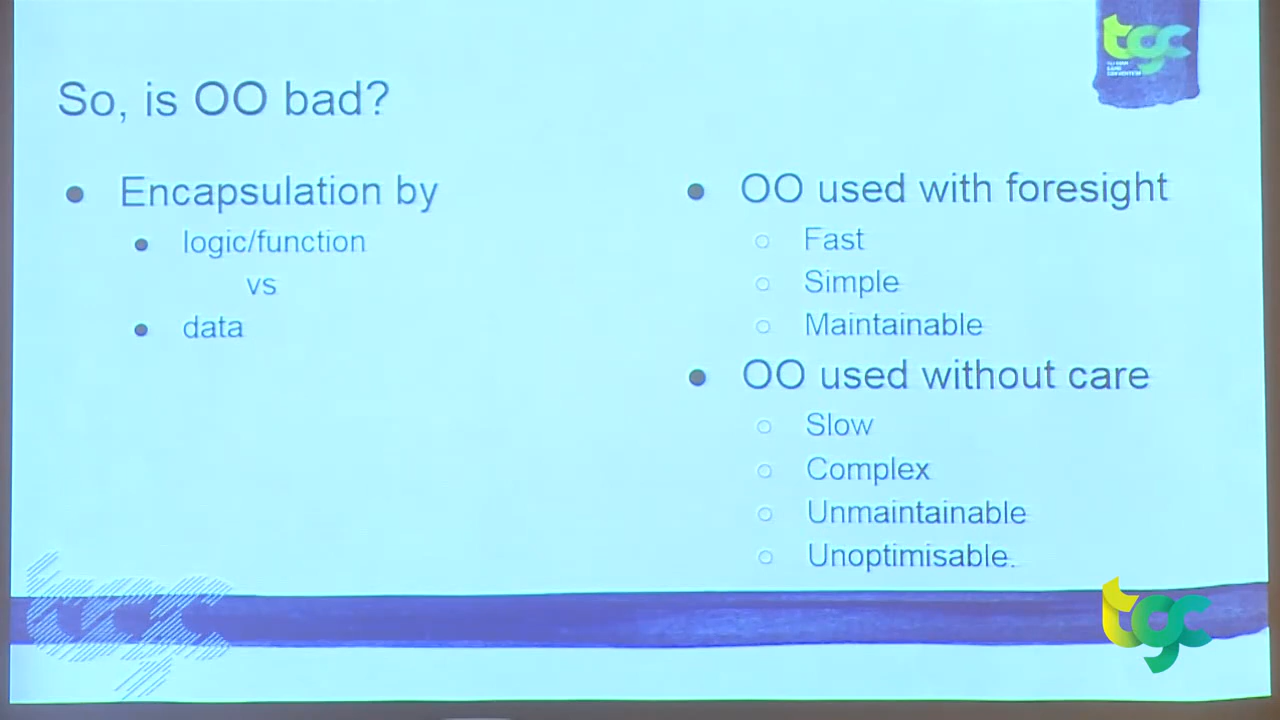 tgc
So, is OO bad?
Encapsulation by
logic/function
vs
data
OO used with foresight
Fast
Simple
Maintainable
OO used without care
Slow
Complex
Unmaintainable
Unoptimisable.
tgc
tgc